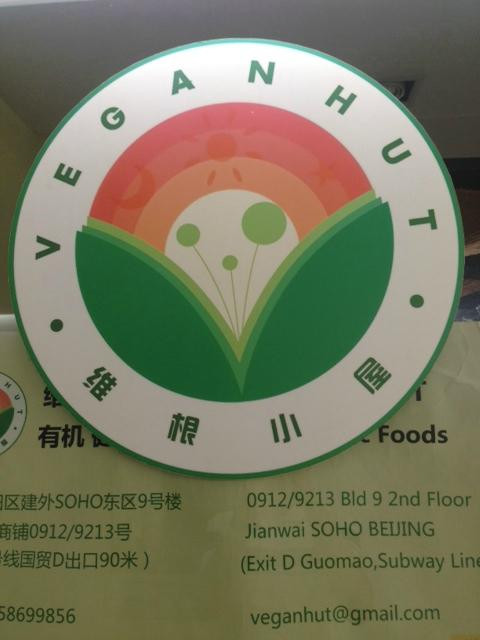 VEGANHUT
维根小屋
有机
Foods
区建外SOHO东区9号楼
0912/9213 Bld 9 2nd Floor
商铺0912/9213号
Jianwai SOHO BEIJING
号线国贸D出口90米）
(Exit D Guomao,Subway Line
58699856
veganhut@gmail.com